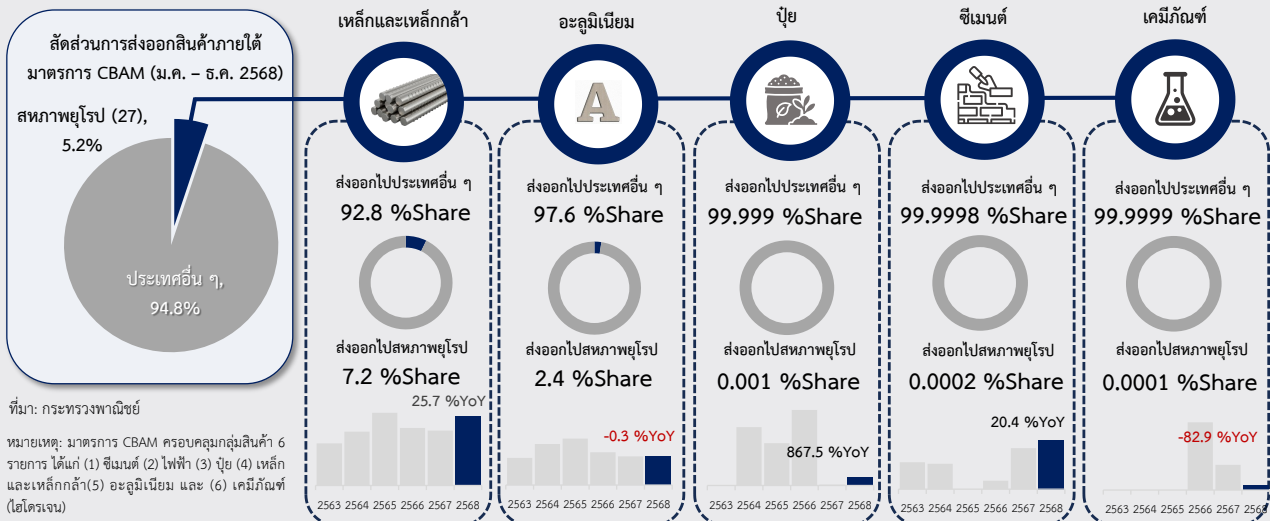 สัดส่วนการส่งออกสินค้าภายใต้
มาตรการ CBAM (ม.ค. – ธ.ค. 2568)
สหภาพยุโรป (27),
5.2%
ประเทศอื่น ๆ,
94.8%
ที่มา: กระทรวงพาณิชย์
หมายเหตุ: มาตรการ CBAM ครอบคลุมกลุ่มสินค้า 6
รายการ ได้แก่ (1) ซีเมนต์ (2) ไฟฟ้า (3) ปุ๋ย (4) เหล็ก
และเหล็กกล้า(5) อะลูมิเนียม และ (6) เคมีภัณฑ์
(ไฮโดรเจน)
เหล็กและเหล็กกล้า
ส่งออกไปประเทศอื่น ๆ
92.8 %Share
ส่งออกไปสหภาพยุโรป
7.2 %Share
25.7 %YoY
2563 2564 2565 2566 2567 2568
อะลูมิเนียม
A
ส่งออกไปประเทศอื่น ๆ
97.6 %Share
ส่งออกไปสหภาพยุโรป
2.4 %Share
-0.3 %YoY
2563 2564 2565 2566 2567 2568
ปุ๋ย
ส่งออกไปประเทศอื่น ๆ
99.999 %Share
ส่งออกไปสหภาพยุโรป
0.001 %Share
867.5 %YoY
2563 2564 2565 2566 2567 2568
ซีเมนต์
ส่งออกไปประเทศอื่น ๆ
99.9998 %Share
ส่งออกไปสหภาพยุโรป
0.0002 %Share
20.4 %YoY
2563 2564 2565 2566 2567 2568
เคมีภัณฑ์
ส่งออกไปประเทศอื่น ๆ
99.9999 %Share
ส่งออกไปสหภาพยุโรป
0.0001 %Share
-82.9 %YoY
2563 2564 2565 2566 2567 2568